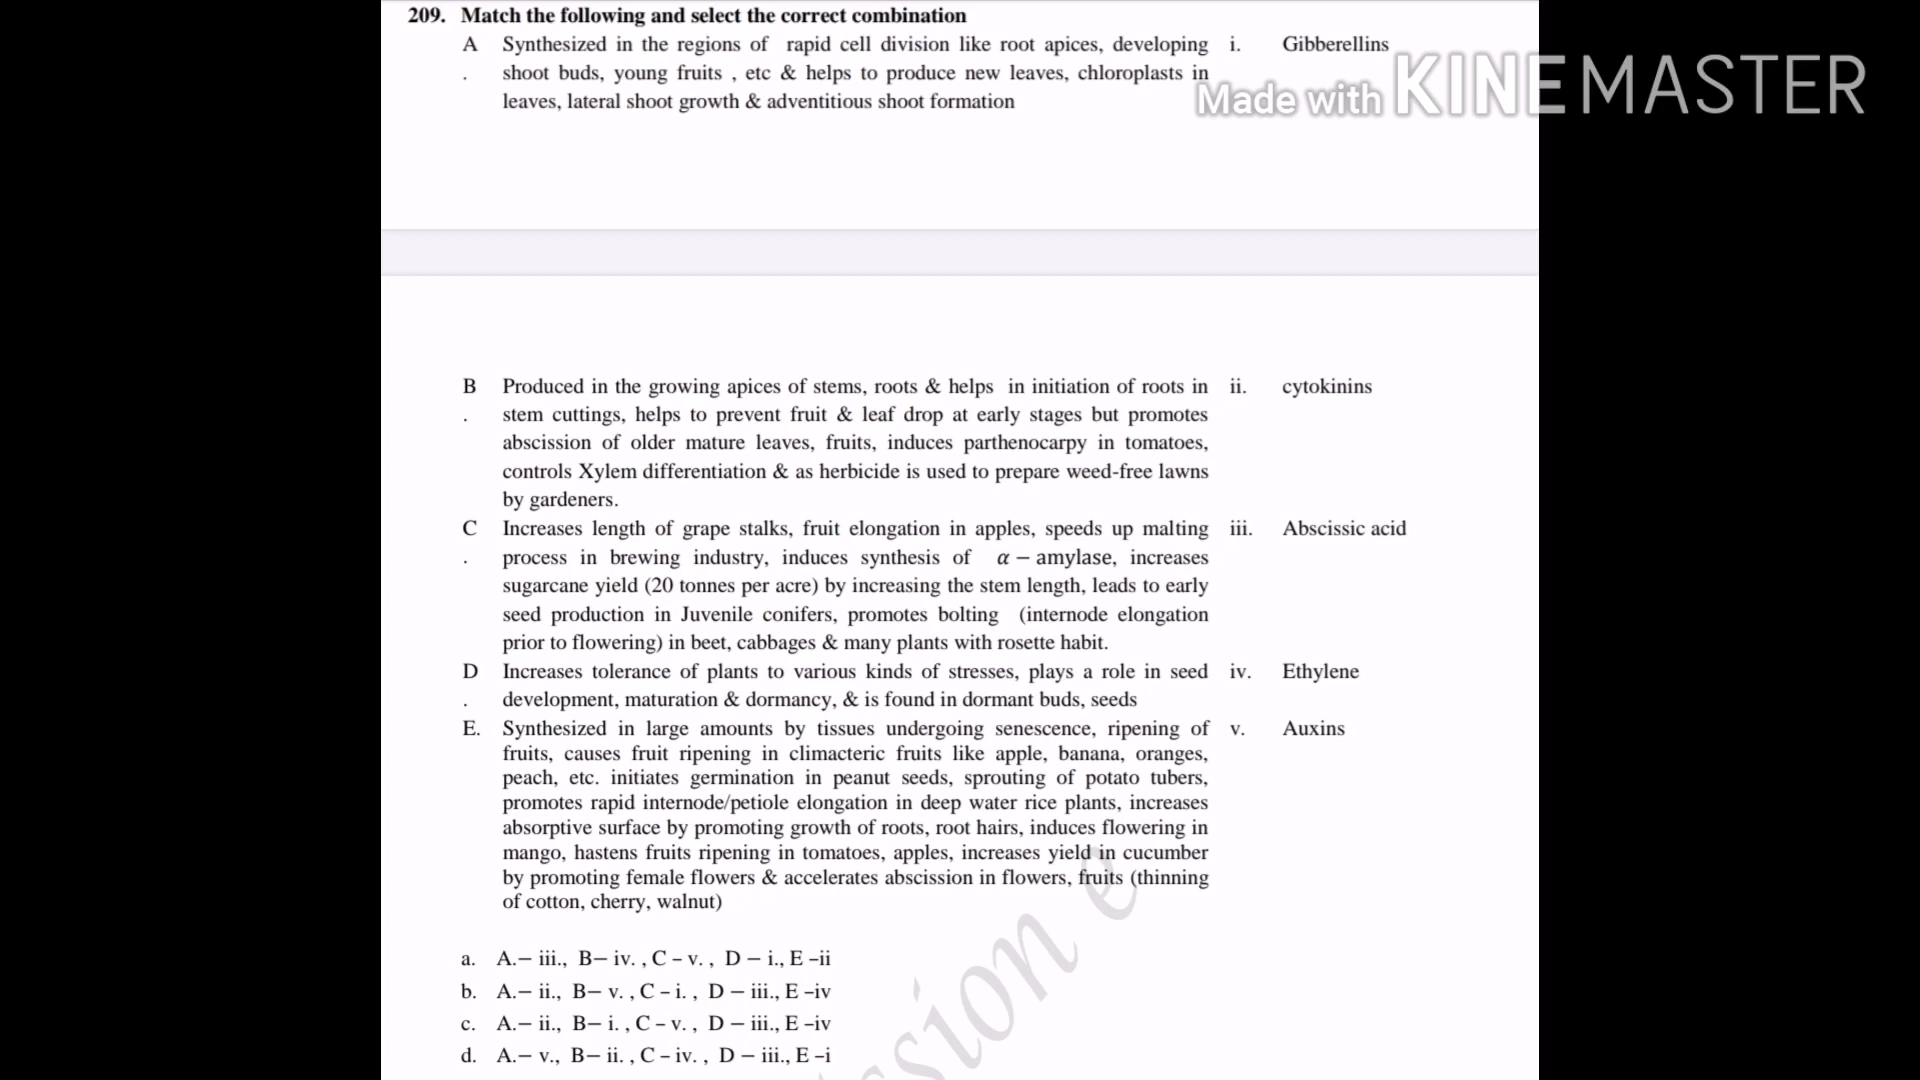 209. Match the following and select the correct combination
A Synthesized in the regions of rapid cell division like root apices, developing i. Gibberellins
. shoot buds, young fruits , etc & helps to produce new leaves, chloroplasts in
leaves, lateral shoot growth & adventitious shoot formation
Made with KINEMASTER
B Produced in the growing apices of stems, roots & helps in initiation of roots in ii. cytokinins
. stem cuttings, helps to prevent fruit & leaf drop at early stages but promotes
abscission of older mature leaves, fruits, induces parthenocarpy in tomatoes,
controls Xylem differentiation & as herbicide is used to prepare weed-free lawns
by gardeners.
C Increases length of grape stalks, fruit elongation in apples, speeds up malting iii. Abscissic acid
. process in brewing industry, induces synthesis of α – amylase, increases
sugarcane yield (20 tonnes per acre) by increasing the stem length, leads to early
seed production in Juvenile conifers, promotes bolting (internode elongation
prior to flowering) in beet, cabbages & many plants with rosette habit.
D Increases tolerance of plants to various kinds of stresses, plays a role in seed iv. Ethylene
. development, maturation & dormancy, & is found in dormant buds, seeds
E. Synthesized in large amounts by tissues undergoing senescence, ripening of v. Auxins
fruits, causes fruit ripening in climacteric fruits like apple, banana, oranges,
peach, etc. initiates germination in peanut seeds, sprouting of potato tubers,
promotes rapid internode/petiole elongation in deep water rice plants, increases
absorptive surface by promoting growth of roots, root hairs, induces flowering in
mango, hastens fruits ripening in tomatoes, apples, increases yield in cucumber
by promoting female flowers & accelerates abscission in flowers, fruits (thinning
of cotton, cherry, walnut)
a. A.– iii., B– iv. , C – v. , D – i., E –ii
b. A.– ii., B– v. , C – i. , D – iii., E –iv
c. A.– ii., B– i. , C – v. , D – iii., E –iv
d. A.– v., B– ii. , C – iv. , D – iii., E –i